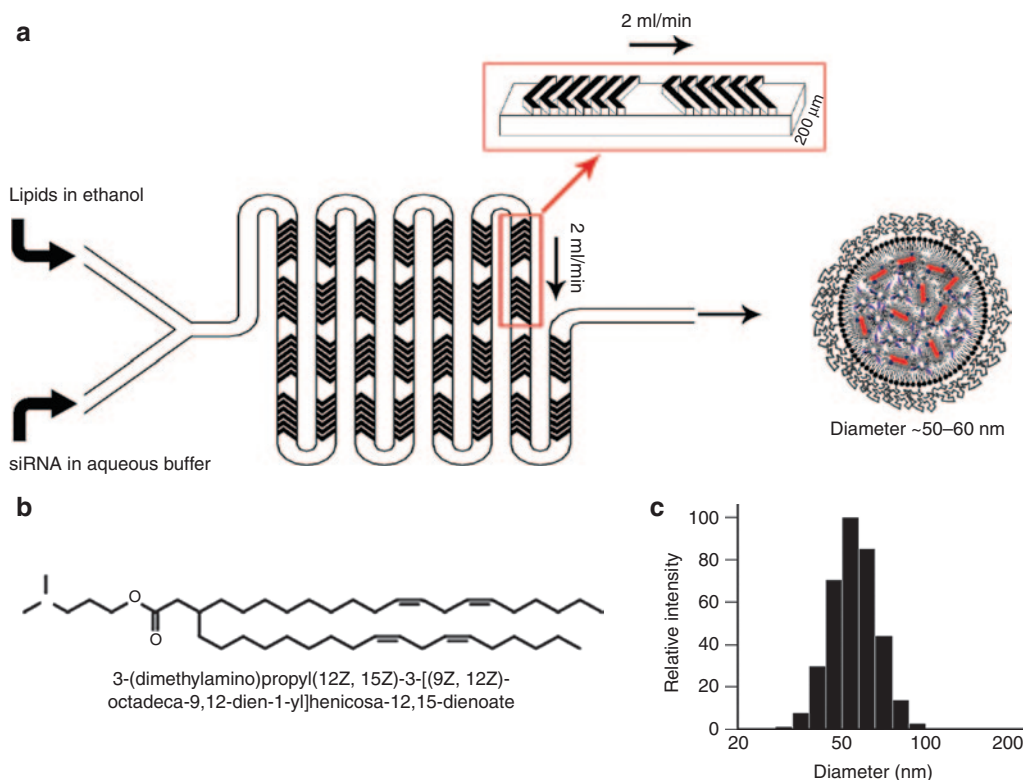 a
2 ml/min
200 µm
Lipids in ethanol
2 ml/min
siRNA in aqueous buffer
Diameter ~50–60 nm
b
O
O
3-(dimethylamino)propyl(12Z, 15Z)-3-[(9Z, 12Z)-
octadeca-9,12-dien-1-yl]henicosa-12,15-dienoate
c
Relative intensity
100
80
60
40
20
0
20
50
100
200
Diameter (nm)